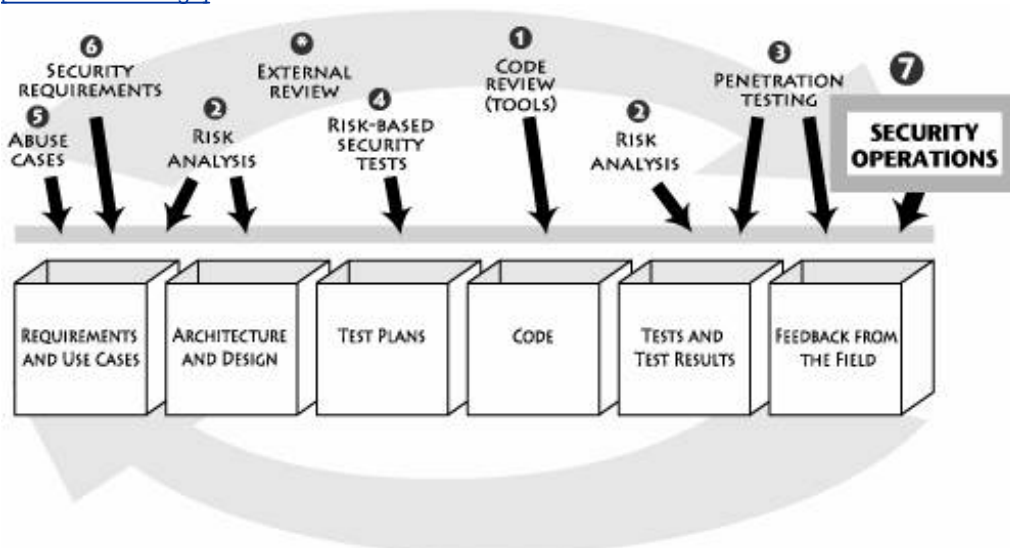 6
SECURITY
REQUIREMENTS
5
ABUSE
CASES
2
RISK
ANALYSIS
*
EXTERNAL
REVIEW
4
RISK-BASED
SECURITY
TESTS
1
CODE
REVIEW
(TOOLS)
2
RISK
ANALYSIS
3
PENETRATION
TESTING
7
SECURITY
OPERATIONS
REQUIREMENTS
AND USE CASES
ARCHITECTURE
AND DESIGN
TEST PLANS
CODE
TESTS AND
TEST RESULTS
FEEDBACK FROM
THE FIELD